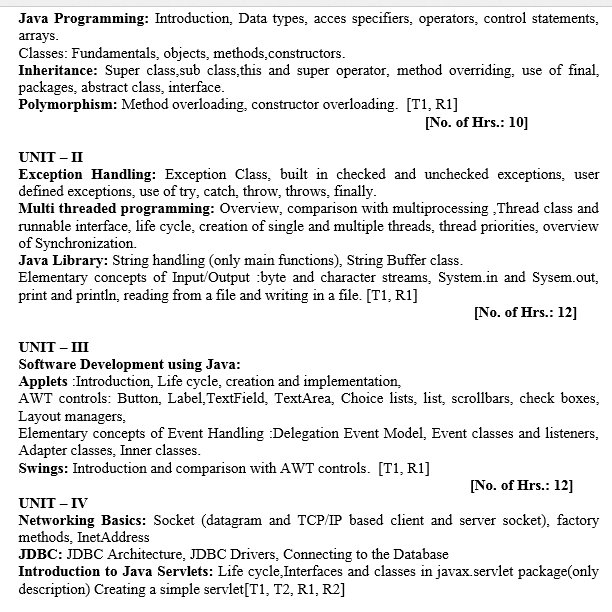 Java Programming: Introduction, Data types, acces specifiers, operators, control statements,
arrays.
Classes: Fundamentals, objects, methods,constructors.
Inheritance: Super class,sub class,this and super operator, method overriding, use of final,
packages, abstract class, interface.
Polymorphism: Method overloading, constructor overloading. [T1, R1]
[No. of Hrs.: 10]
UNIT – II
Exception Handling: Exception Class, built in checked and unchecked exceptions, user
defined exceptions, use of try, catch, throw, throws, finally.
Multi threaded programming: Overview, comparison with multiprocessing ,Thread class and
runnable interface, life cycle, creation of single and multiple threads, thread priorities, overview
of Synchronization.
Java Library: String handling (only main functions), String Buffer class.
Elementary concepts of Input/Output :byte and character streams, System.in and Sysem.out,
print and println, reading from a file and writing in a file. [T1, R1]
[No. of Hrs.: 12]
UNIT – III
Software Development using Java:
Applets :Introduction, Life cycle, creation and implementation,
AWT controls: Button, Label,TextField, TextArea, Choice lists, list, scrollbars, check boxes,
Layout managers,
Elementary concepts of Event Handling :Delegation Event Model, Event classes and listeners,
Adapter classes, Inner classes.
Swings: Introduction and comparison with AWT controls. [T1, R1]
[No. of Hrs.: 12]
UNIT – IV
Networking Basics: Socket (datagram and TCP/IP based client and server socket), factory
methods, InetAddress
JDBC: JDBC Architecture, JDBC Drivers, Connecting to the Database
Introduction to Java Servlets: Life cycle,Interfaces and classes in javax.servlet package(only
description) Creating a simple servlet[T1, T2, R1, R2]